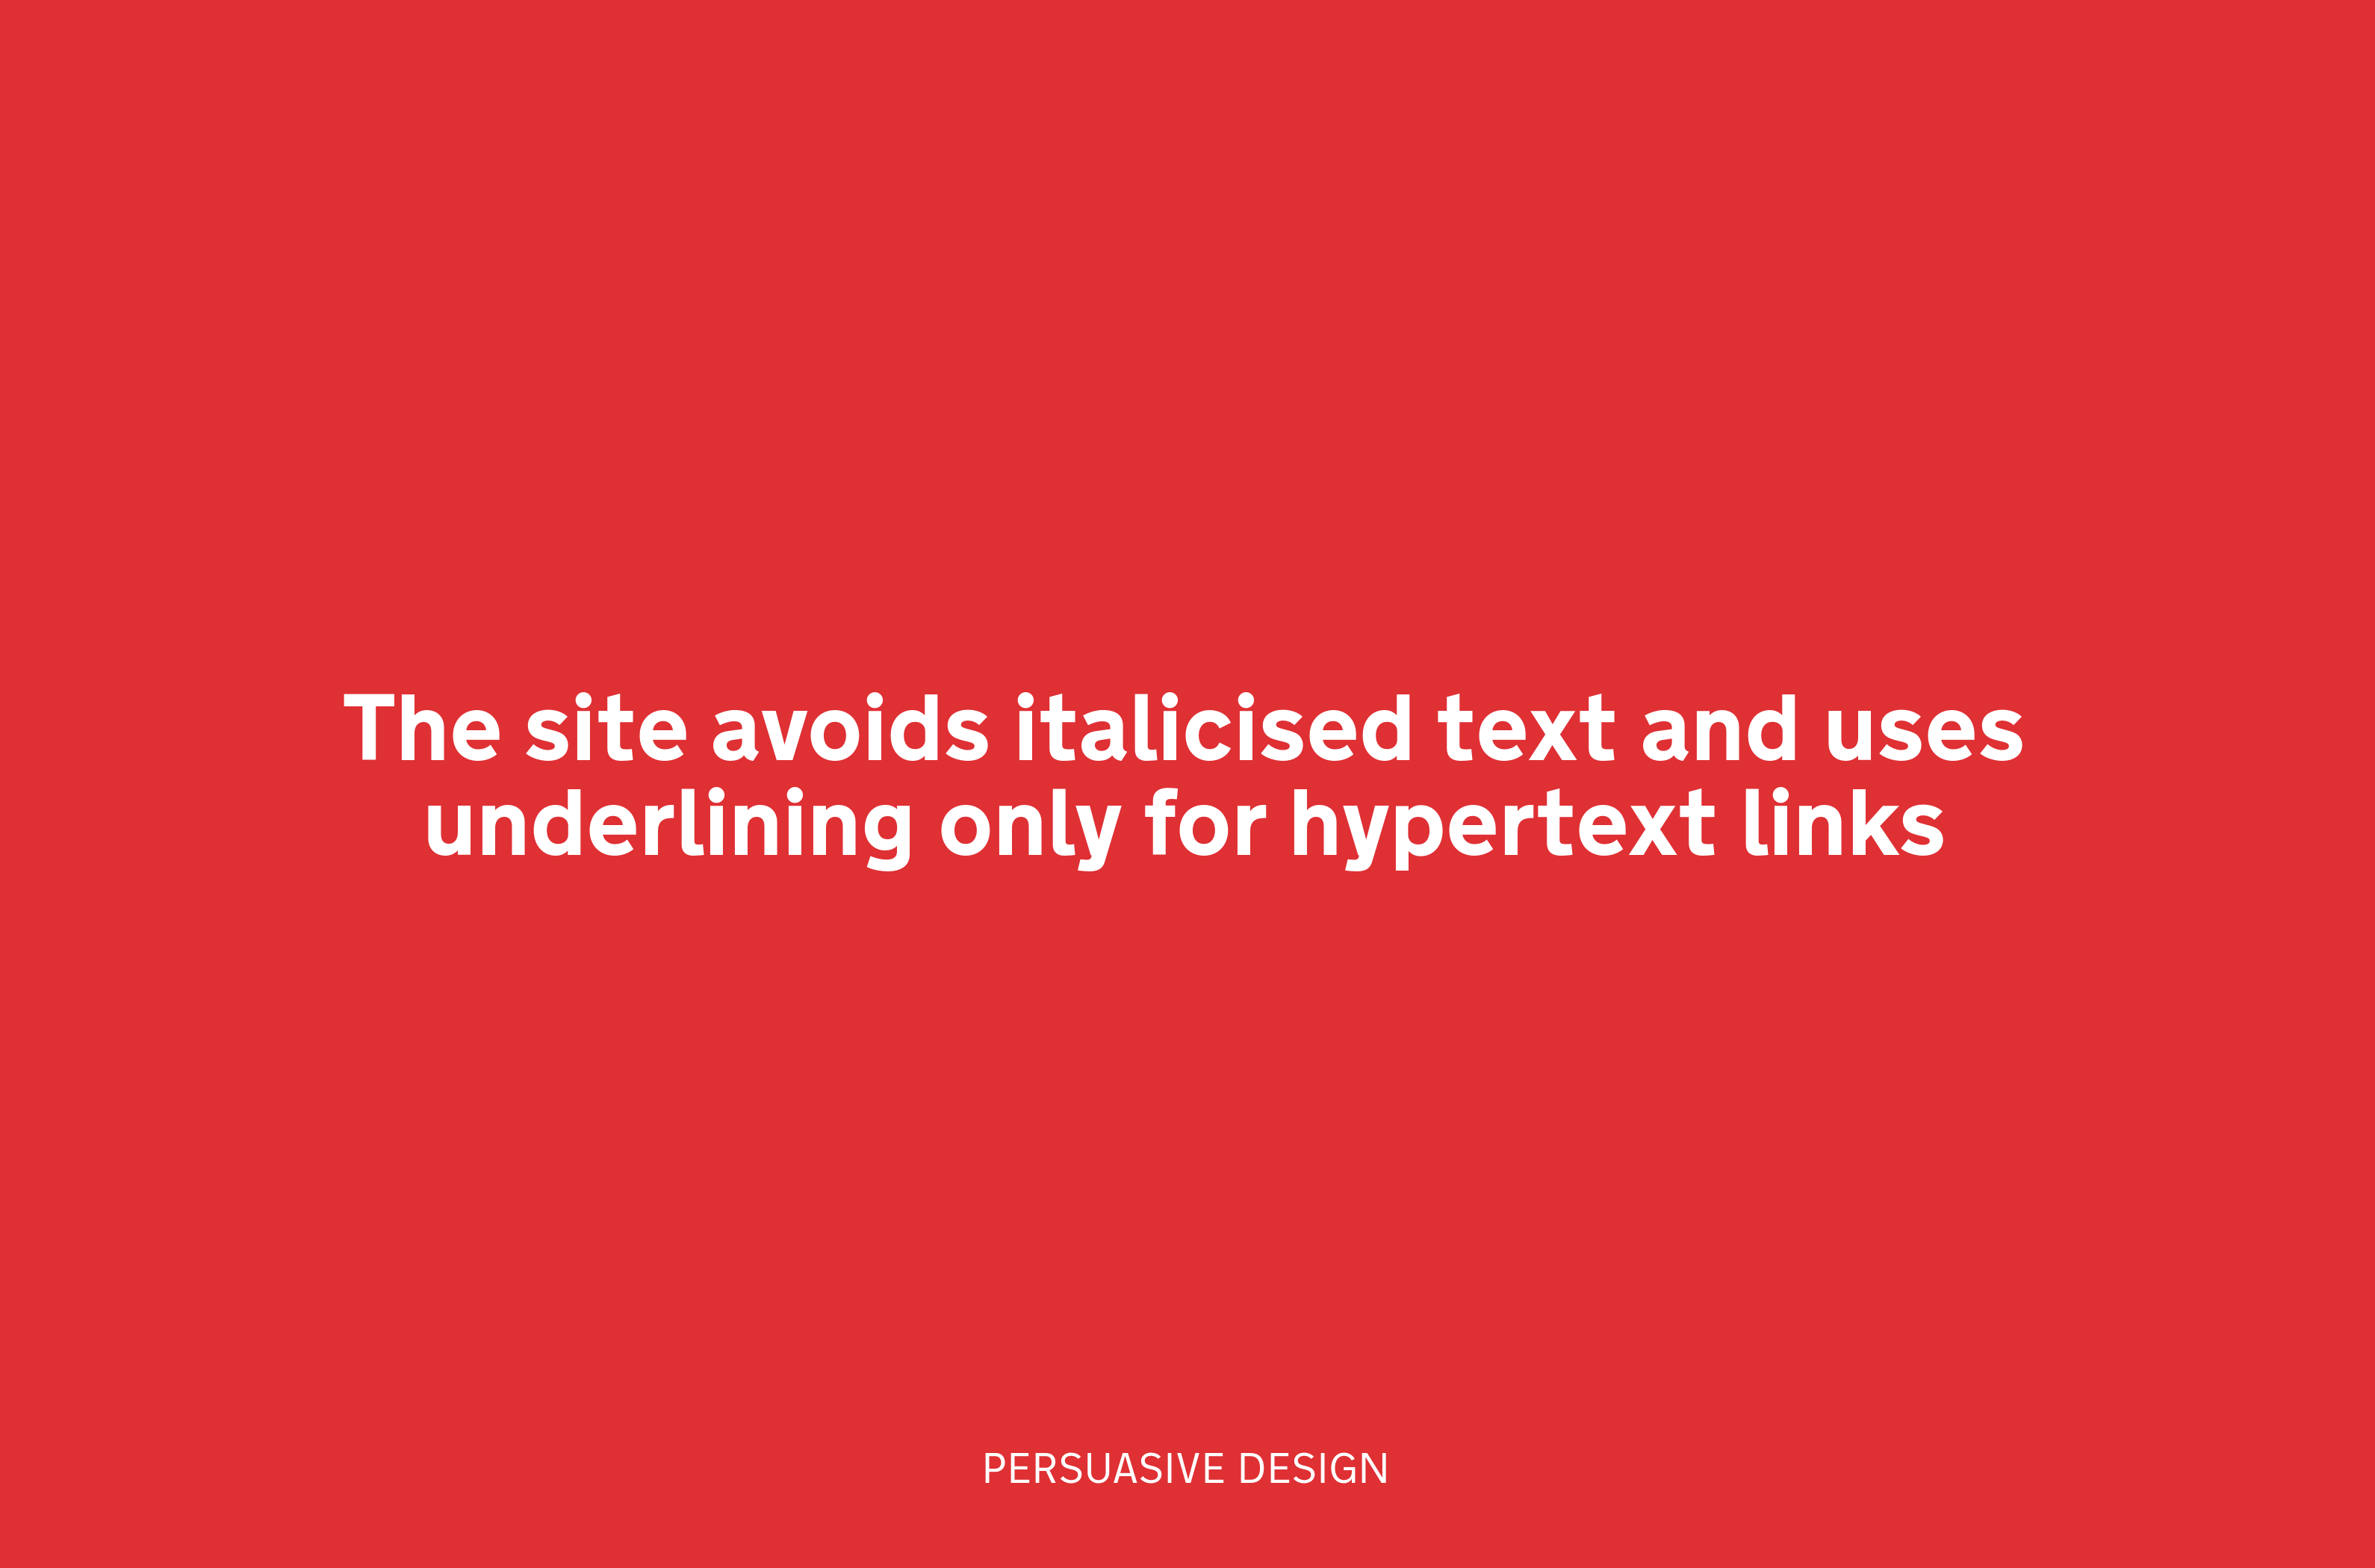 The site avoids italicised text and uses
underlining only for hypertext links
PERSUASIVE DESIGN